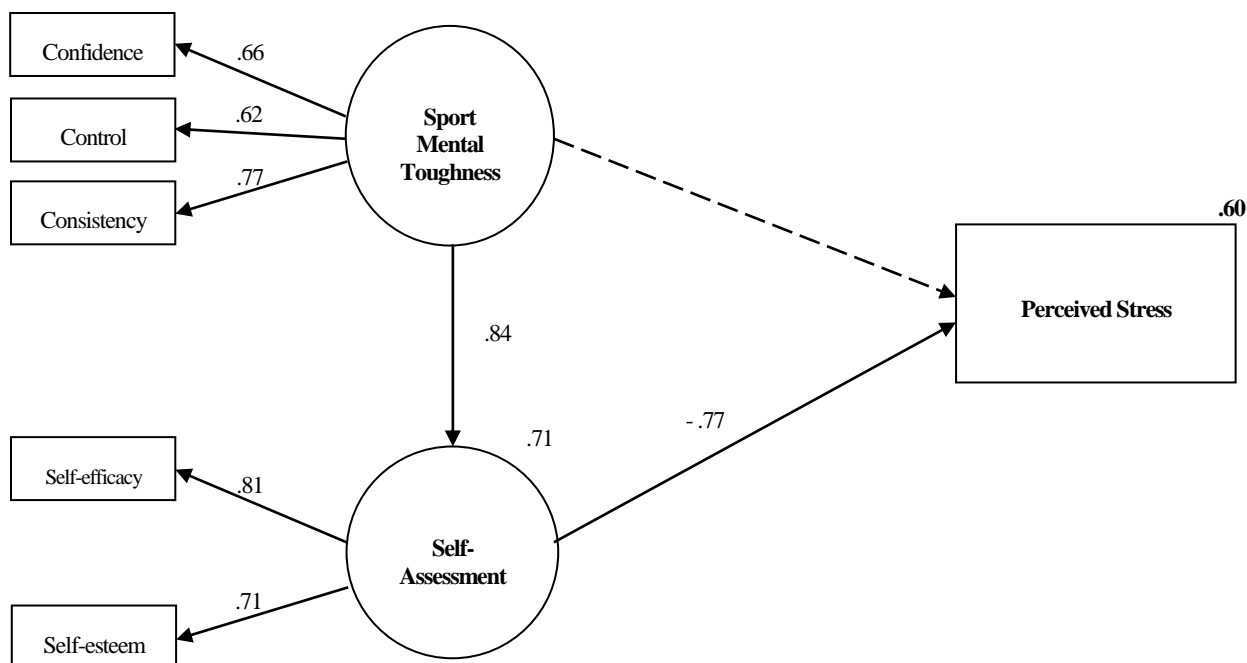 Confidence
.66
Control
.62
Consistency
.77
Sport
Mental
Toughness
.60
Perceived Stress
.84
- .77
.71
Self-efficacy
.81
Self-
Assessment
Self-esteem
.71